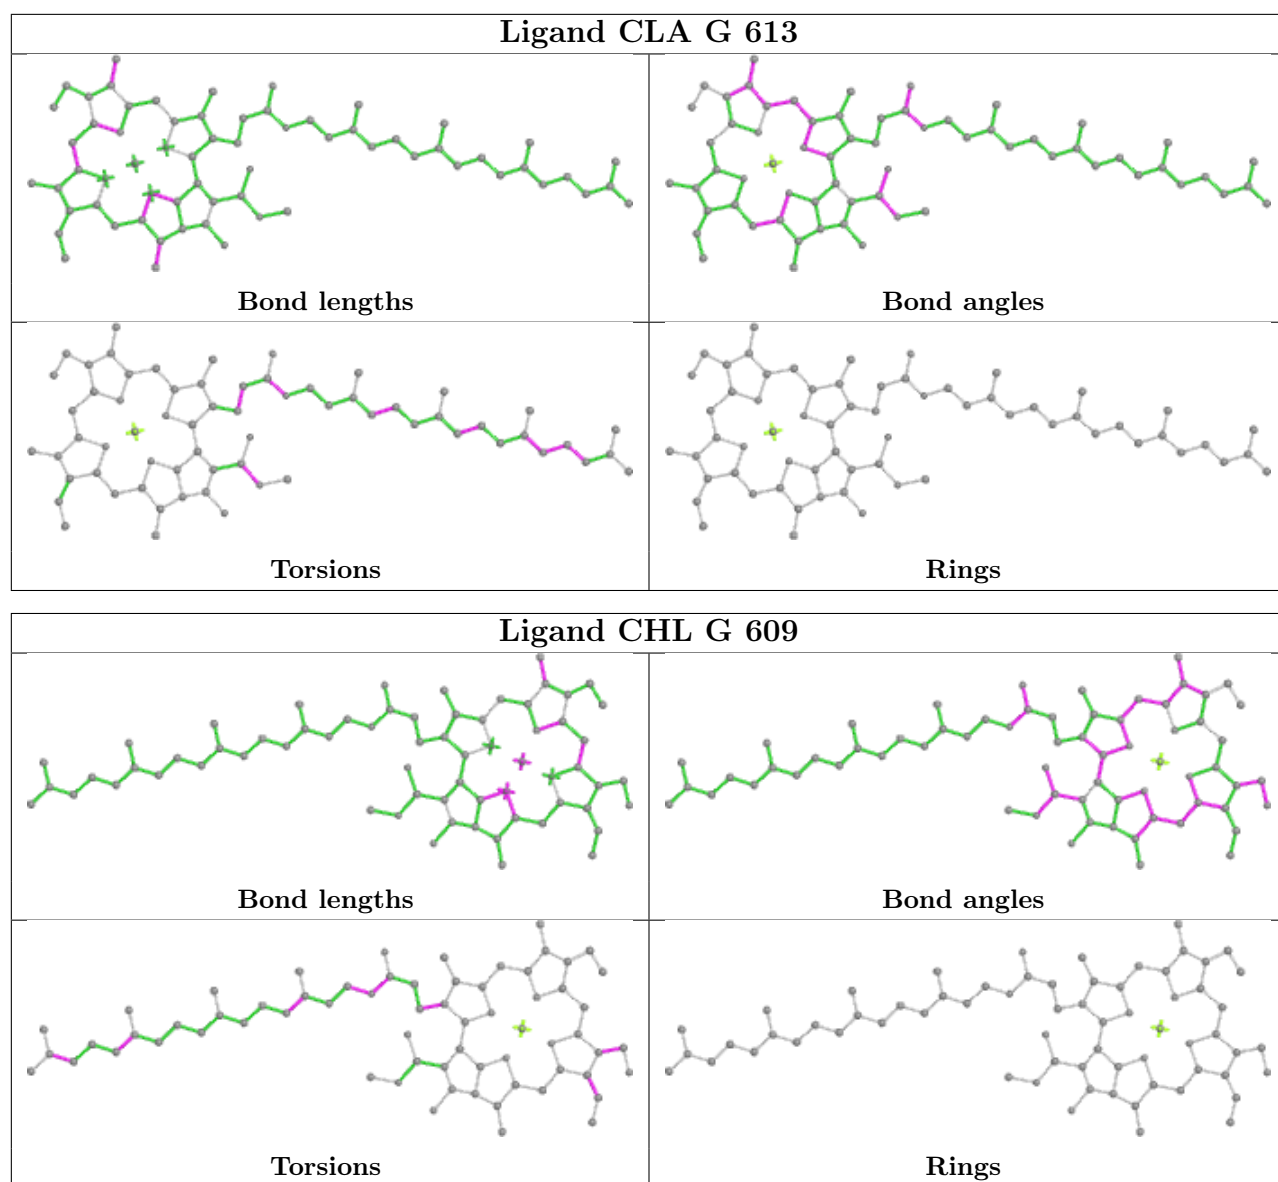 Ligand CLA G 613
Bond lengths
Bond angles
Torsions
Rings
Ligand CHL G 609
Bond lengths
Bond angles
Torsions
Rings